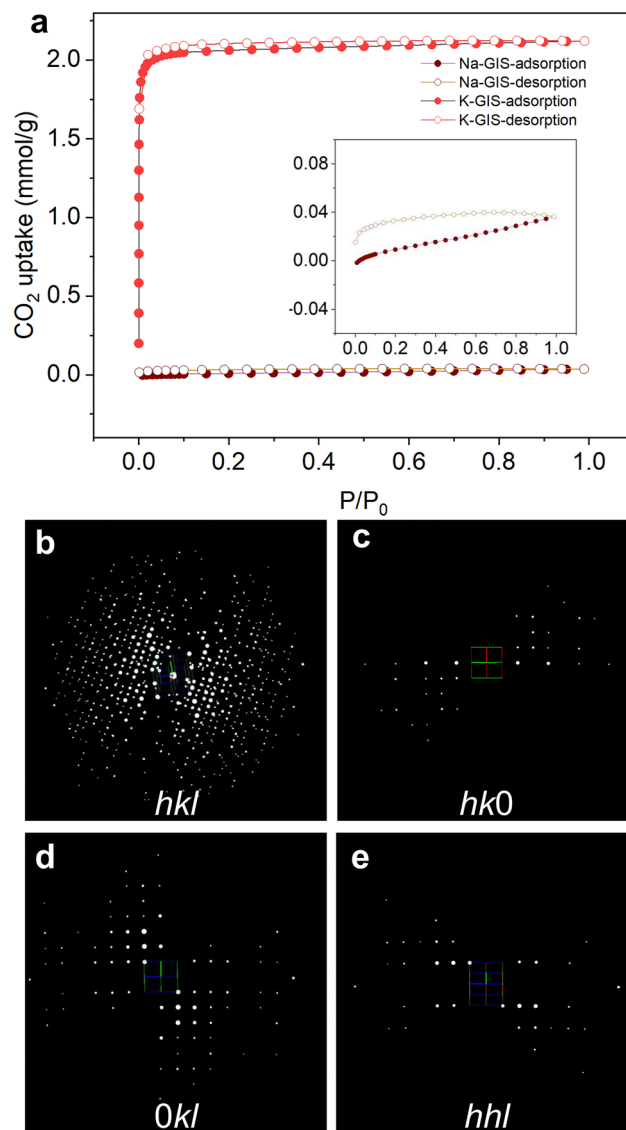 a
CO₂ uptake (mmol/g)
2.0
1.5
1.0
0.5
0.0
Na-GIS-adsorption
Na-GIS-desorption
K-GIS-adsorption
K-GIS-desorption
0.08
0.04
0.00
-0.04
0.0 0.2 0.4 0.6 0.8 1.0
0.0 0.2 0.4 0.6 0.8 1.0
P/P₀
b
hkl
c
hk0
d
0kl
e
hhl